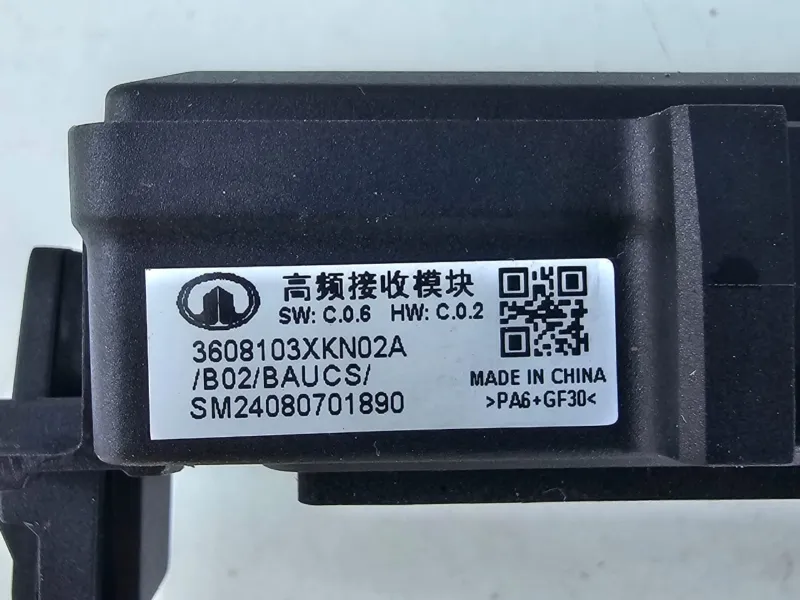 高频接收模块
SW: C.0.6 HW: C.0.2
3608103XKN02A
/B02/BAUCS/
SM24080701890
MADE IN CHINA
>PA6+GF30<